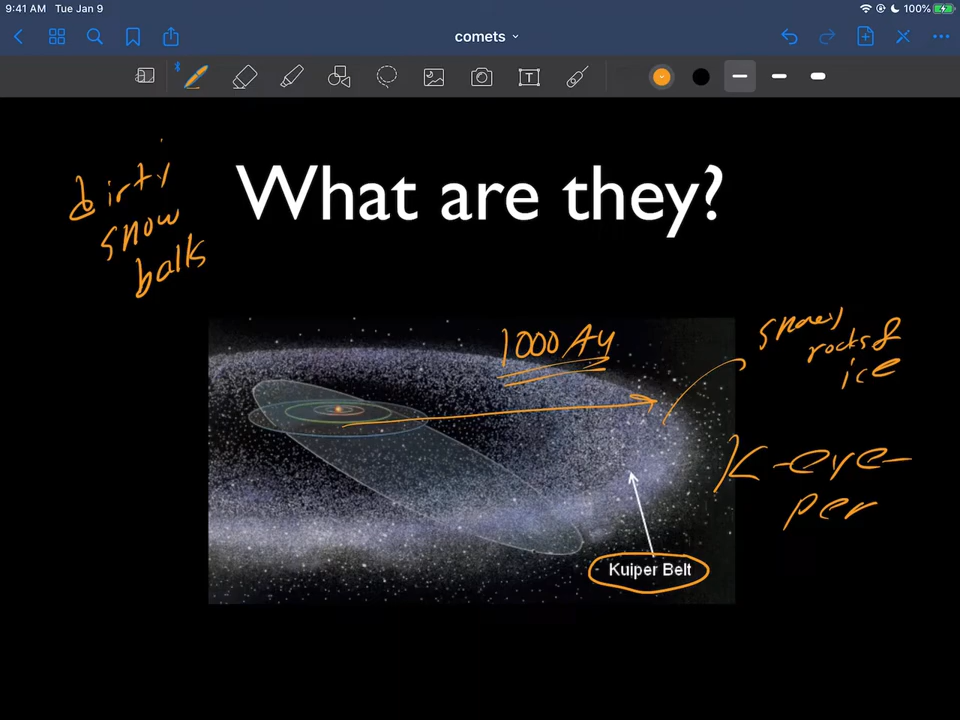 9:41 AM Tue Jan 9
100%
comets
T
dirty
snow
balls
What are they?
1000 AU
rocks &
ice
K-eye-
per
Kuiper Belt